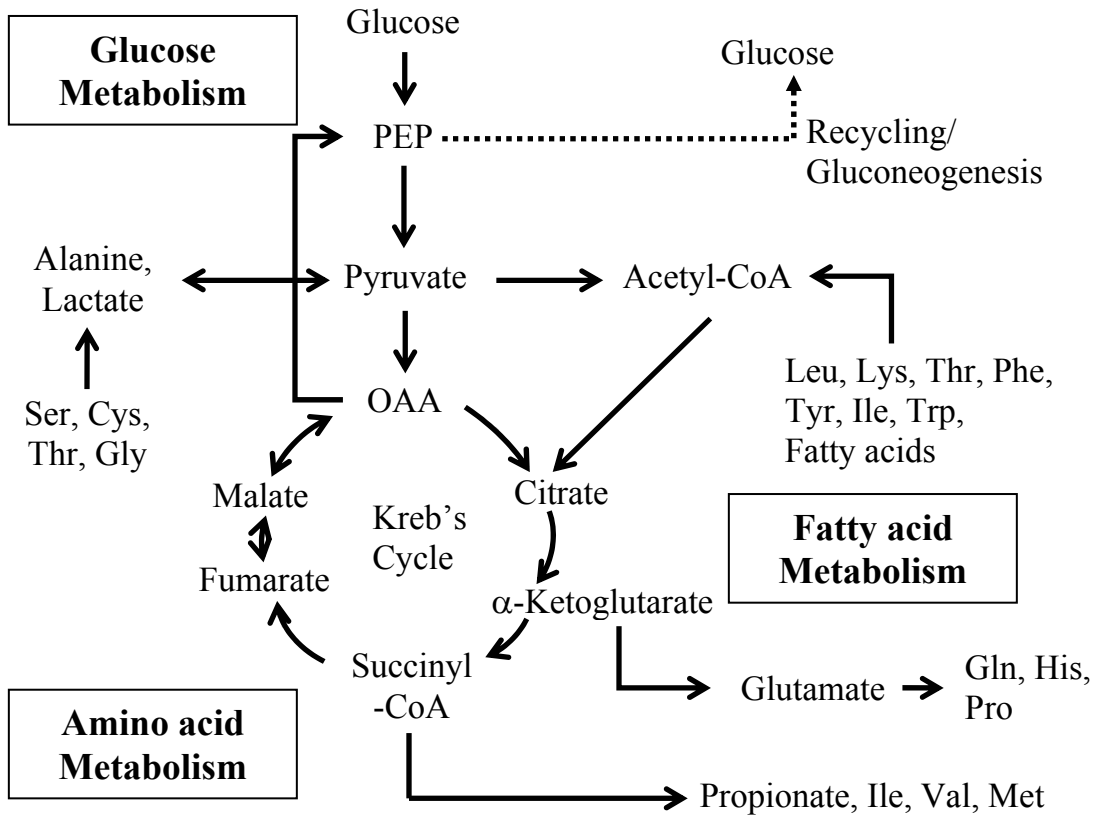 Glucose
Metabolism
Glucose
Glucose
PEP
Recycling/
Gluconeogenesis
Alanine,
Lactate
Pyruvate
Acetyl-CoA
Ser, Cys,
Thr, Gly
OAA
Leu, Lys, Thr, Phe,
Tyr, Ile, Trp,
Fatty acids
Malate
Kreb's
Cycle
Citrate
Fatty acid
Metabolism
Fumarate
α-Ketoglutarate
Succinyl
-CoA
Glutamate
Gln, His,
Pro
Amino acid
Metabolism
Propionate, Ile, Val, Met